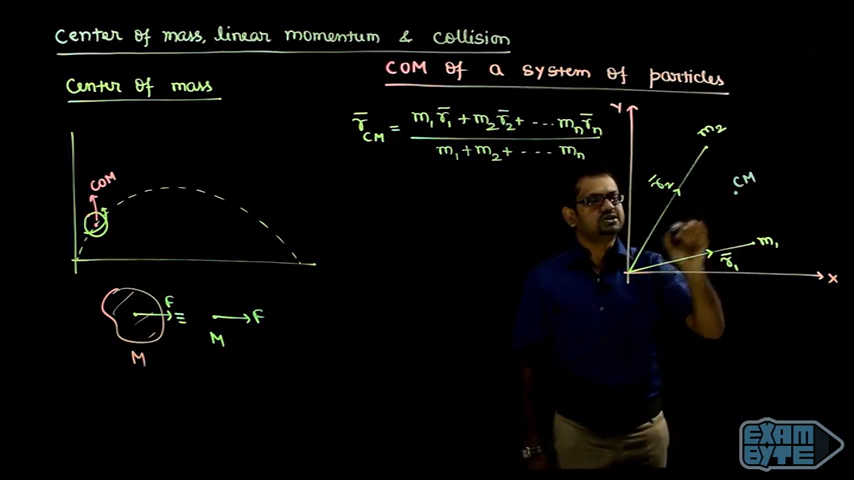 Center of mass, linear momentum & collision
Center of mass
COM of a system of particles
r̄CM = m₁r̄₁ + m₂r̄₂ + ... mₙr̄ₙ
m₁ + m₂ + ... mₙ
Y
m2
CM
m₁
r̄₁
X
COM
F
≡
F
M
M
EXAM
BYTE